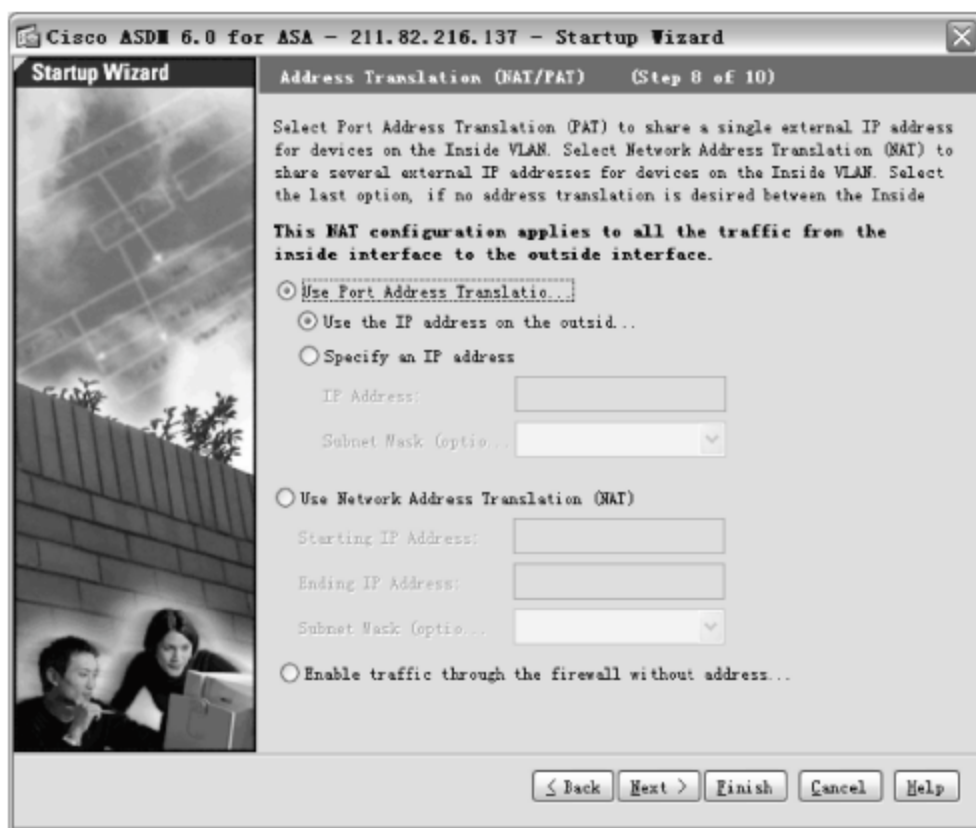 Cisco ASDM 6.0 for ASA - 211.82.216.137 - Startup Wizard
Startup Wizard
Address Translation (NAT/PAT) (Step 8 of 10)
Select Port Address Translation (PAT) to share a single external IP address
for devices on the Inside VLAN. Select Network Address Translation (NAT) to
share several external IP addresses for devices on the Inside VLAN. Select
the last option, if no address translation is desired between the Inside
This NAT configuration applies to all the traffic from the
inside interface to the outside interface.
Use Port Address Translatio...
Use the IP address on the outsid...
Specify an IP address
IP Address:
Subnet Mask (optio...
Use Network Address Translation (NAT)
Starting IP Address:
Ending IP Address:
Subnet Mask (optio...
Enable traffic through the firewall without address...
< Back Next > Finish Cancel Help